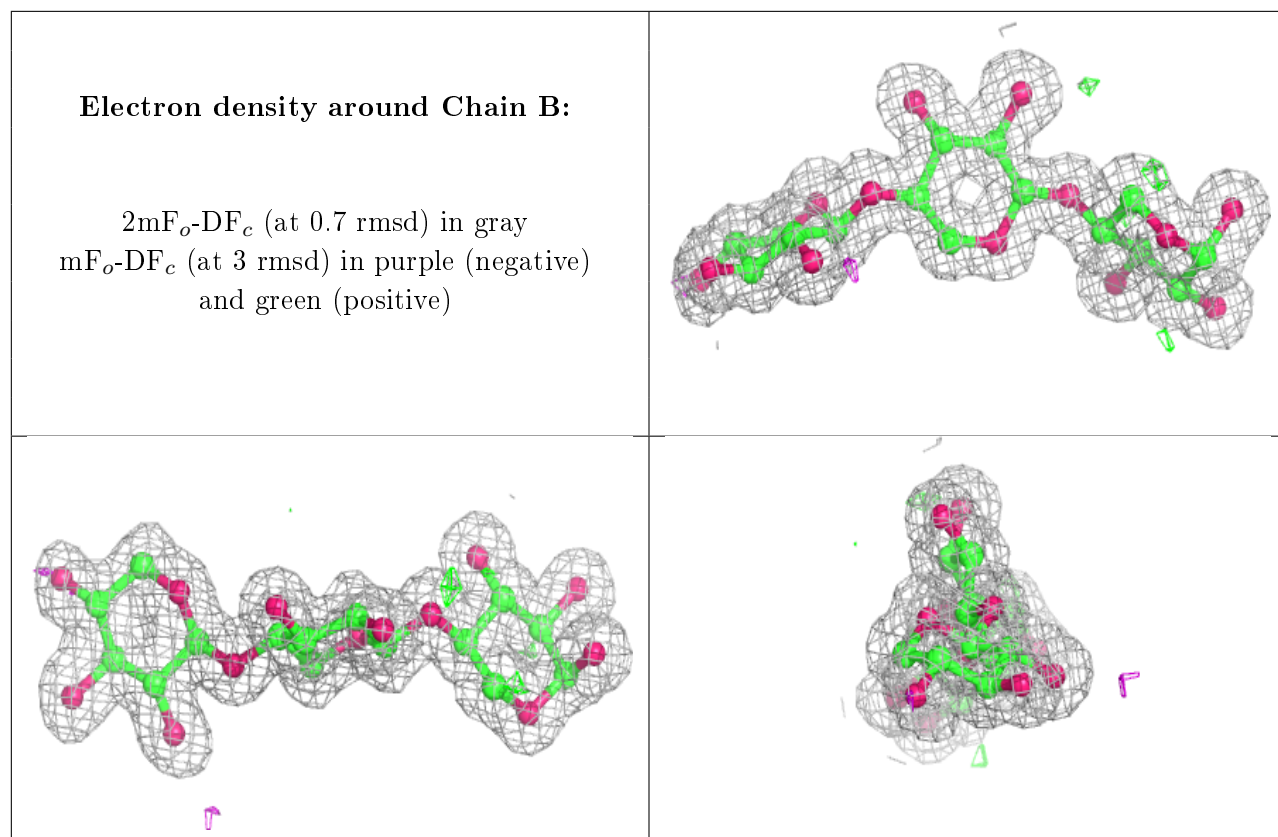 Electron density around Chain B:
2mFₒ-DF𝒸 (at 0.7 rmsd) in gray
mFₒ-DF𝒸 (at 3 rmsd) in purple (negative)
and green (positive)